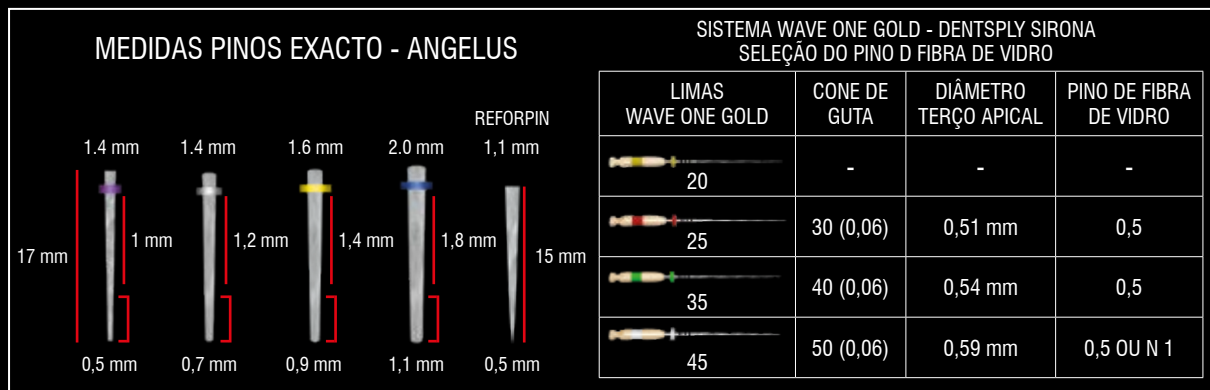 MEDIDAS PINOS EXACTO - ANGELUS
REFORPIN
1.4 mm 1.4 mm 1.6 mm 2.0 mm 1,1 mm
17 mm 1 mm 1,2 mm 1,4 mm 1,8 mm 15 mm
0,5 mm 0,7 mm 0,9 mm 1,1 mm 0,5 mm
SISTEMA WAVE ONE GOLD - DENTSPLY SIRONA
SELEÇÃO DO PINO D FIBRA DE VIDRO
LIMAS WAVE ONE GOLD CONE DE GUTA DIÂMETRO TERÇO APICAL PINO DE FIBRA DE VIDRO
20 - - -
25 30 (0,06) 0,51 mm 0,5
35 40 (0,06) 0,54 mm 0,5
45 50 (0,06) 0,59 mm 0,5 OU N 1